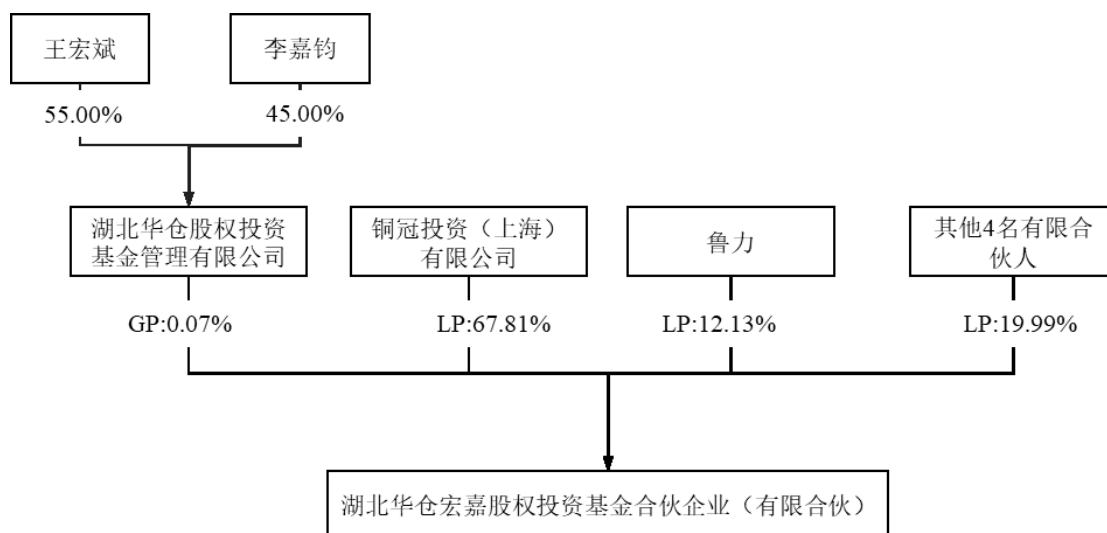 王宏斌
李嘉钧
55.00%
45.00%
湖北华仓股权投资
基金管理有限公司
铜冠投资（上海）
有限公司
鲁力
其他4名有限合
伙人
GP:0.07%
LP:67.81%
LP:12.13%
LP:19.99%
湖北华仓宏嘉股权投资基金合伙企业（有限合伙）